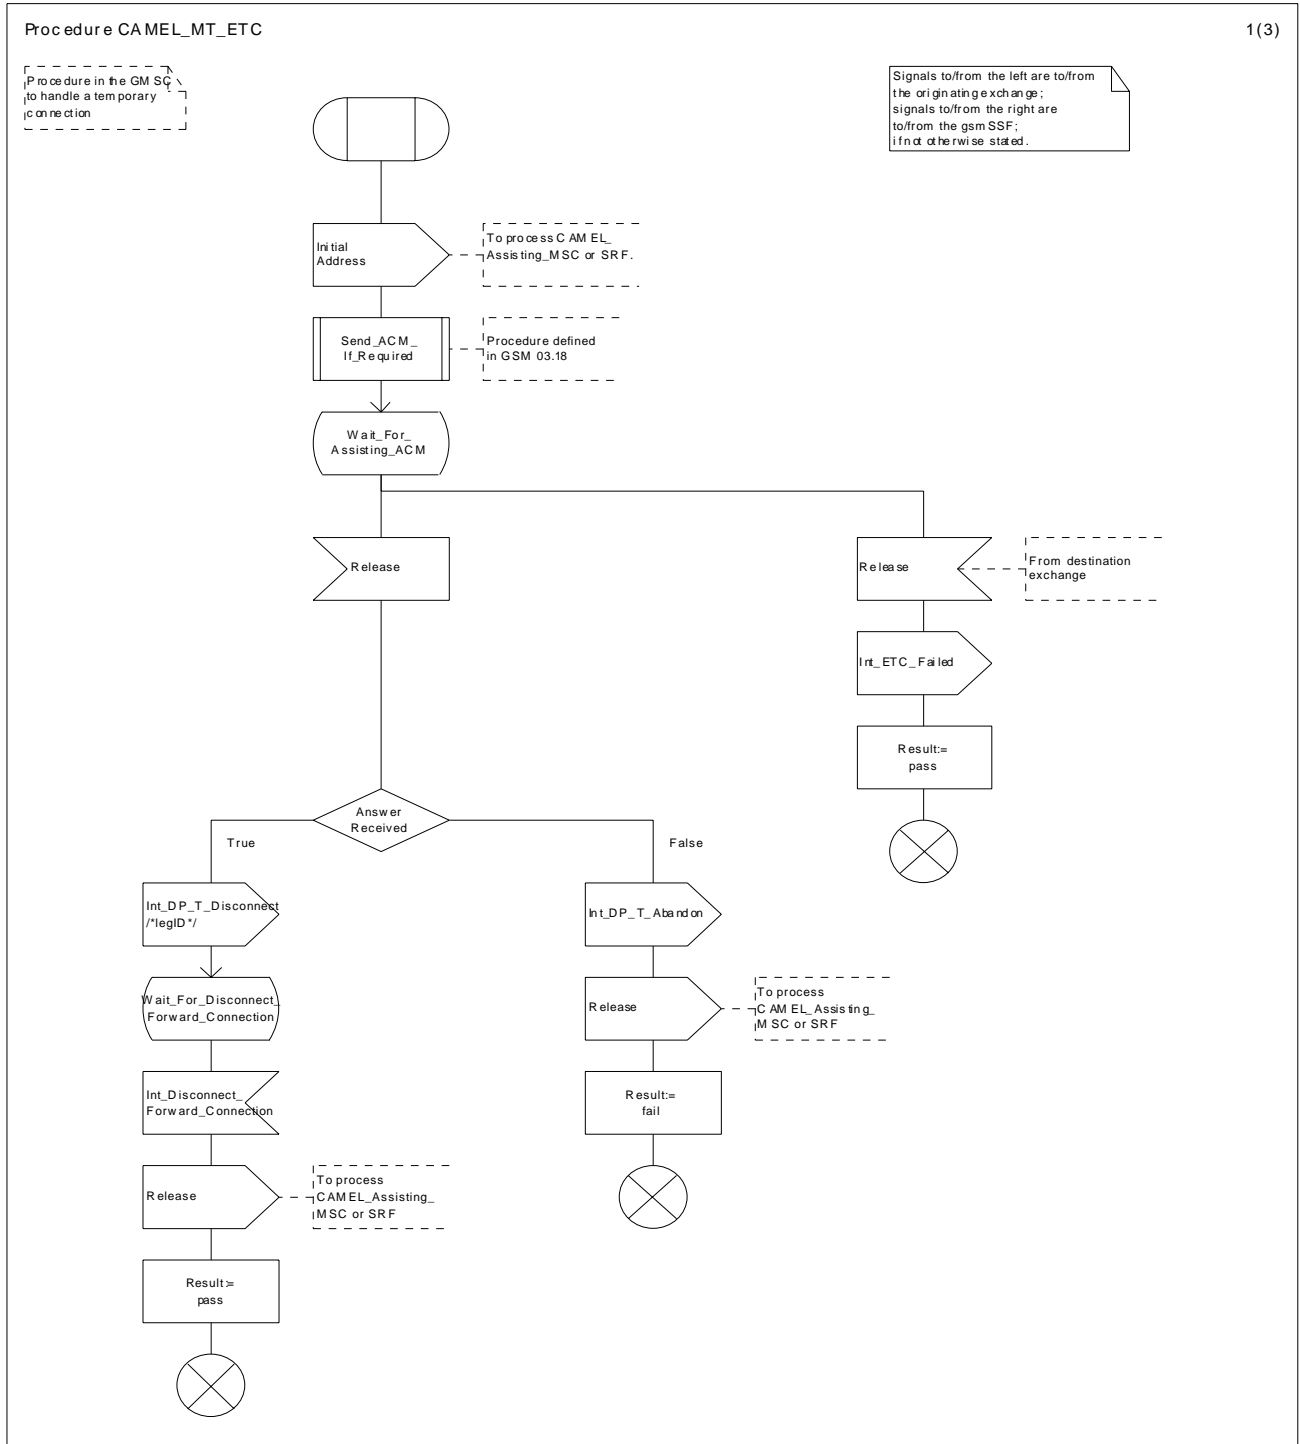 Procedure CAMEL_MT_ETC
1(3)
Procedure in the GMSC
to handle a temporary
connection
Signals to/from the left are to/from
the originating exchange;
signals to/from the right are
to/from the gsmSSF;
if not otherwise stated.
Initial
Address
To process CAMEL_
Assisting_MSC or SRF.
Send_ACM_
If_Required
Procedure defined
in GSM 03.18
Wait_For_
Assisting_ACM
Release
Release
From destination
exchange
Int_ETC_Failed
Result:=
pass
Answer
Received
True
False
Int_DP_T_Disconnect
/*legID*/
Int_DP_T_Abandon
Wait_For_Disconnect_
Forward_Connection
Release
To process
CAMEL_Assisting_
MSC or SRF
Int_Disconnect_
Forward_Connection
Result:=
fail
Release
To process
CAMEL_Assisting_
MSC or SRF
Result:=
pass